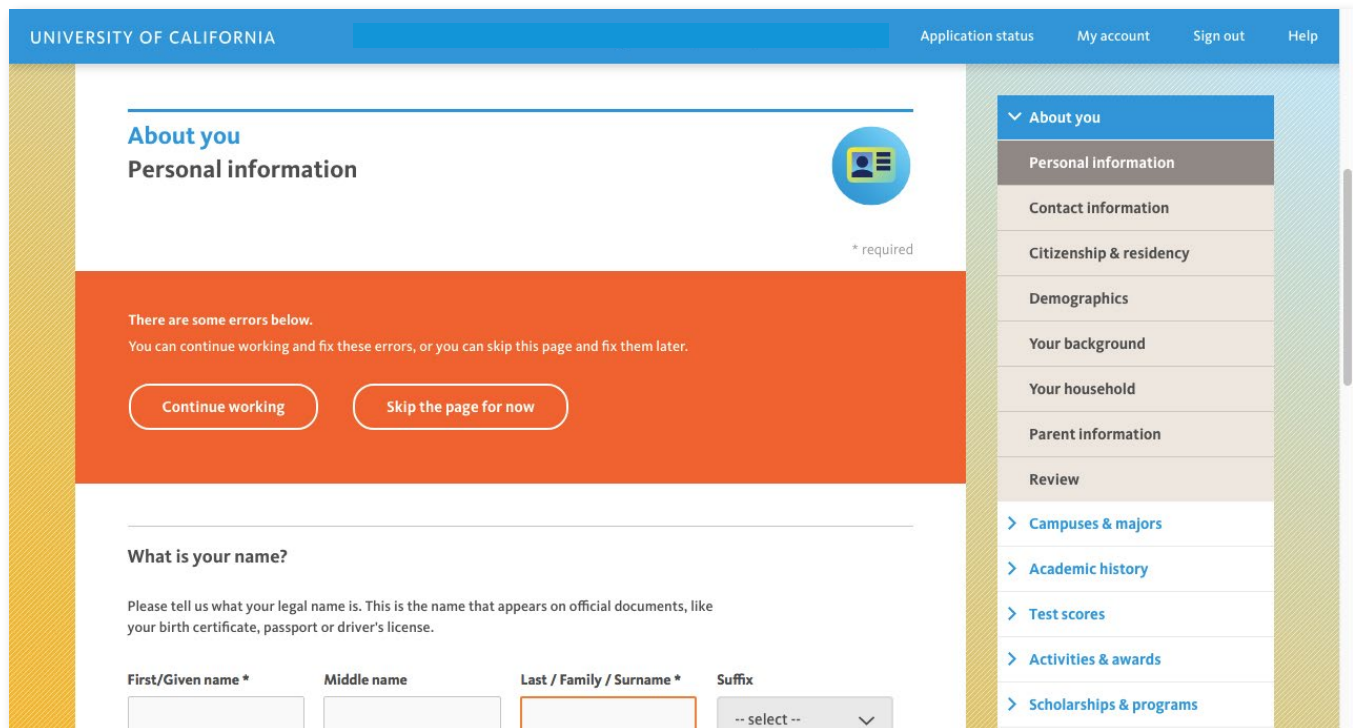 UNIVERSITY OF CALIFORNIA
Application status
My account
Sign out
Help
About you
Personal information
* required
There are some errors below.
You can continue working and fix these errors, or you can skip this page and fix them later.
Continue working
Skip the page for now
What is your name?
Please tell us what your legal name is. This is the name that appears on official documents, like
your birth certificate, passport or driver's license.
First/Given name *
Middle name
Last / Family / Surname *
Suffix
-- select --
About you
Personal information
Contact information
Citizenship & residency
Demographics
Your background
Your household
Parent information
Review
Campuses & majors
Academic history
Test scores
Activities & awards
Scholarships & programs